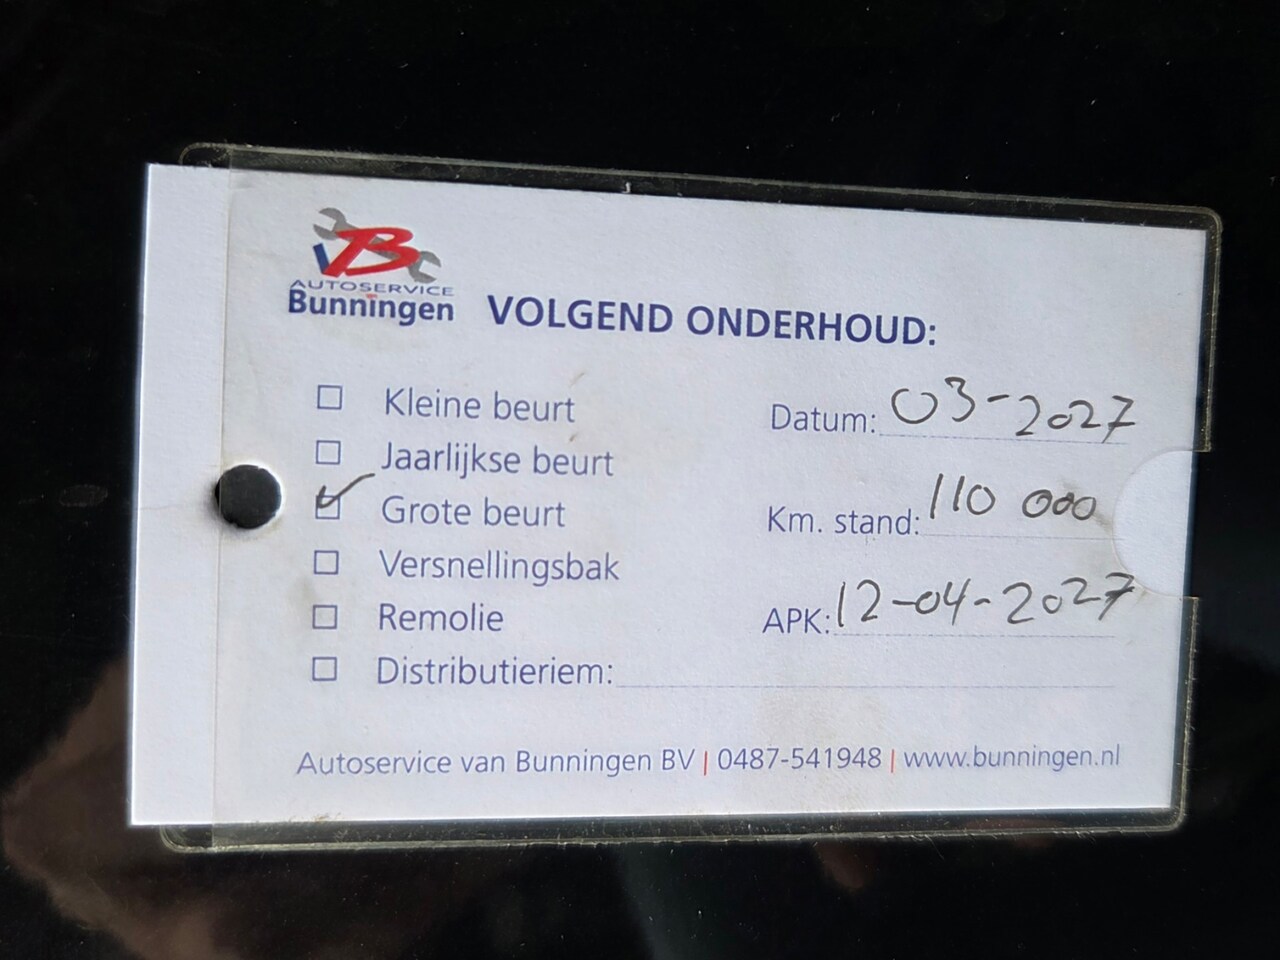 VB
AUTOSERVICE
Bunningen
VOLGEND ONDERHOUD:
Kleine beurt
Jaarlijkse beurt
Grote beurt
Versnellingsbak
Remolie
Distributieriem:
Datum: 03-2027
Km. stand: 110 000
APK: 12-04-2027
Autoservice van Bunningen BV | 0487-541948 | www.bunningen.nl